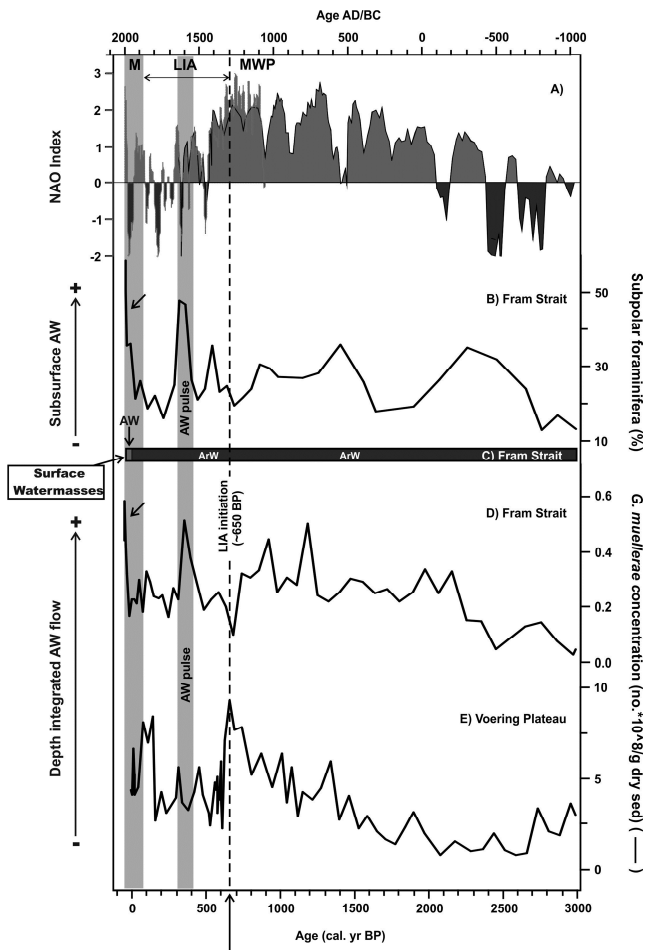 Age AD/BC
2000 1500 1000 500 0 -500 -1000
M LIA MWP
A)
3
2
1
0
-1
-2
NAO Index
B) Fram Strait
50
30
10
Subpolar foraminifera (%)
+
Subsurface AW
-
AW pulse
AW
ArW ArW C) Fram Strait
Surface
Watermasses
LIA initiation
(~650 BP)
D) Fram Strait
0.6
0.4
0.2
0.0
+
Depth integrated AW flow
-
AW pulse
G. muellerae concentration (no.*10^8/g dry sed) ( — )
E) Voering Plateau
10
5
0
0 500 1000 1500 2000 2500 3000
Age (cal. yr BP)